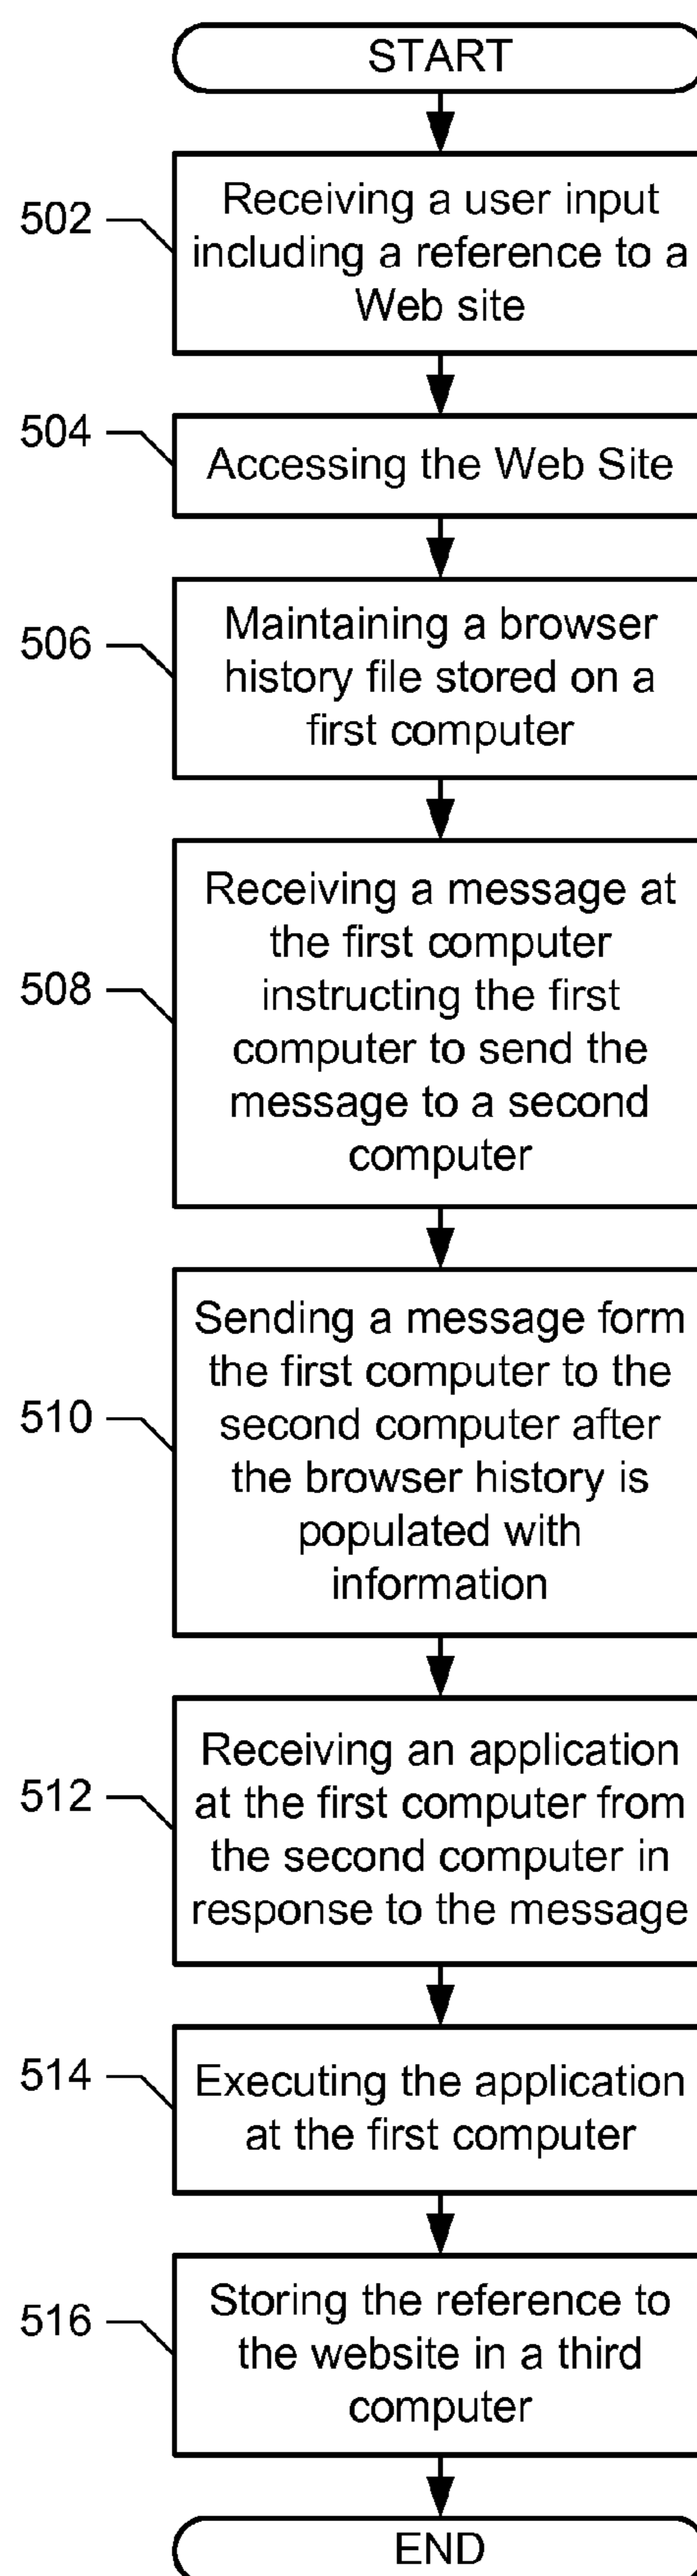 START
502
Receiving a user input
including a reference to a
Web site
504
Accessing the Web Site
506
Maintaining a browser
history file stored on a
first computer
508
Receiving a message at
the first computer
instructing the first
computer to send the
message to a second
computer
510
Sending a message form
the first computer to the
second computer after
the browser history is
populated with
information
512
Receiving an application
at the first computer from
the second computer in
response to the message
514
Executing the application
at the first computer
516
Storing the reference to
the website in a third
computer
END